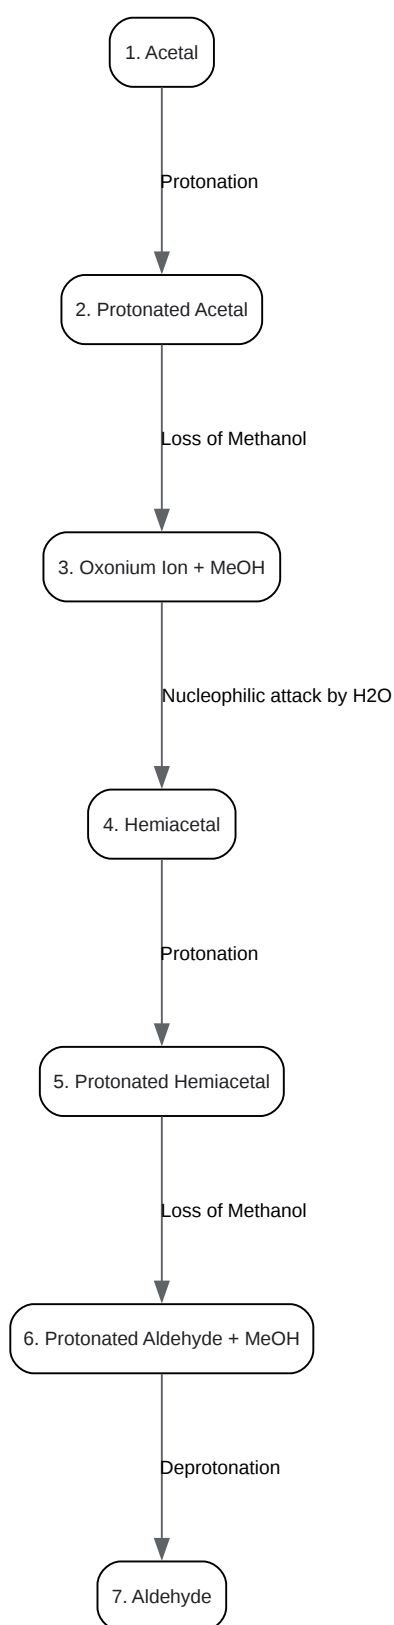 1. Acetal
Protonation
2. Protonated Acetal
Loss of Methanol
3. Oxonium Ion + MeOH
Nucleophilic attack by H2O
4. Hemiacetal
Protonation
5. Protonated Hemiacetal
Loss of Methanol
6. Protonated Aldehyde + MeOH
Deprotonation
7. Aldehyde